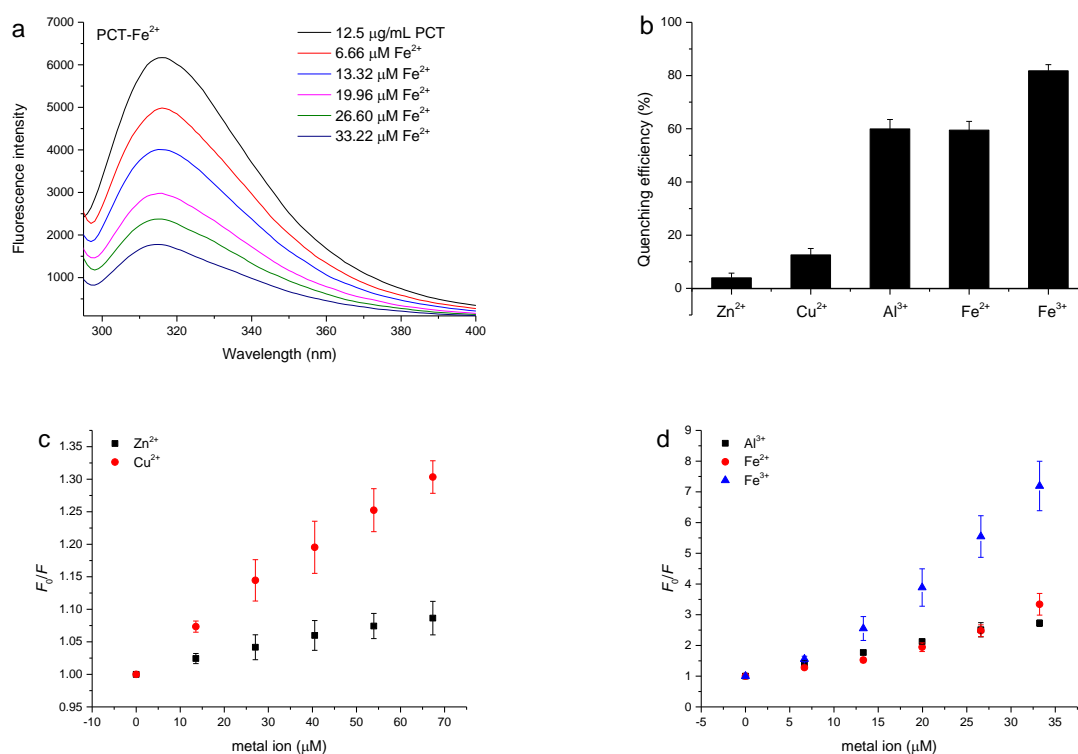 a
PCT-Fe²⁺
12.5 μg/mL PCT
6.66 μM Fe²⁺
13.32 μM Fe²⁺
19.96 μM Fe²⁺
26.60 μM Fe²⁺
33.22 μM Fe²⁺
7000
6000
5000
4000
3000
2000
1000
Fluorescence intensity
300 320 340 360 380 400
Wavelength (nm)
b
100
80
60
40
20
0
Quenching efficiency (%)
Zn²⁺ Cu²⁺ Al³⁺ Fe²⁺ Fe³⁺
c
Zn²⁺
Cu²⁺
1.35
1.30
1.25
1.20
1.15
1.10
1.05
1.00
0.95
F₀/F
-10 0 10 20 30 40 50 60 70
metal ion (μM)
d
Al³⁺
Fe²⁺
Fe³⁺
9
8
7
6
5
4
3
2
1
0
F₀/F
-5 0 5 10 15 20 25 30 35
metal ion (μM)